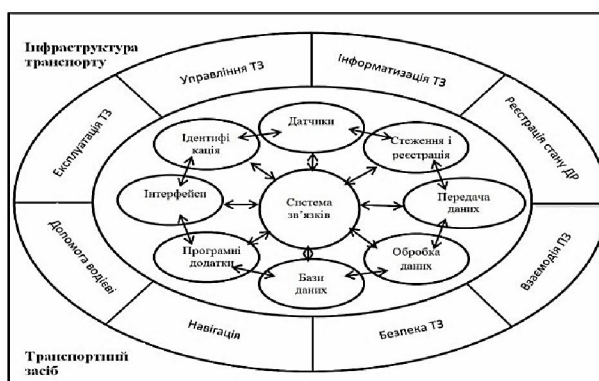 Інфраструктура
транспорту
Управління ТЗ
Інформатизація ТЗ
Експлуатація ТЗ
Реєстрація стану ДР
Датчики
Ідентифі
кація
Стеження і
реєстрація
Інтерфейси
Система
зв’язків
Передача
даних
Програмні
додатки
Бази
даних
Обробка
даних
Допомога водієві
Взаємодія ПЗ
Навігація
Безпека ТЗ
Транспортний
засіб